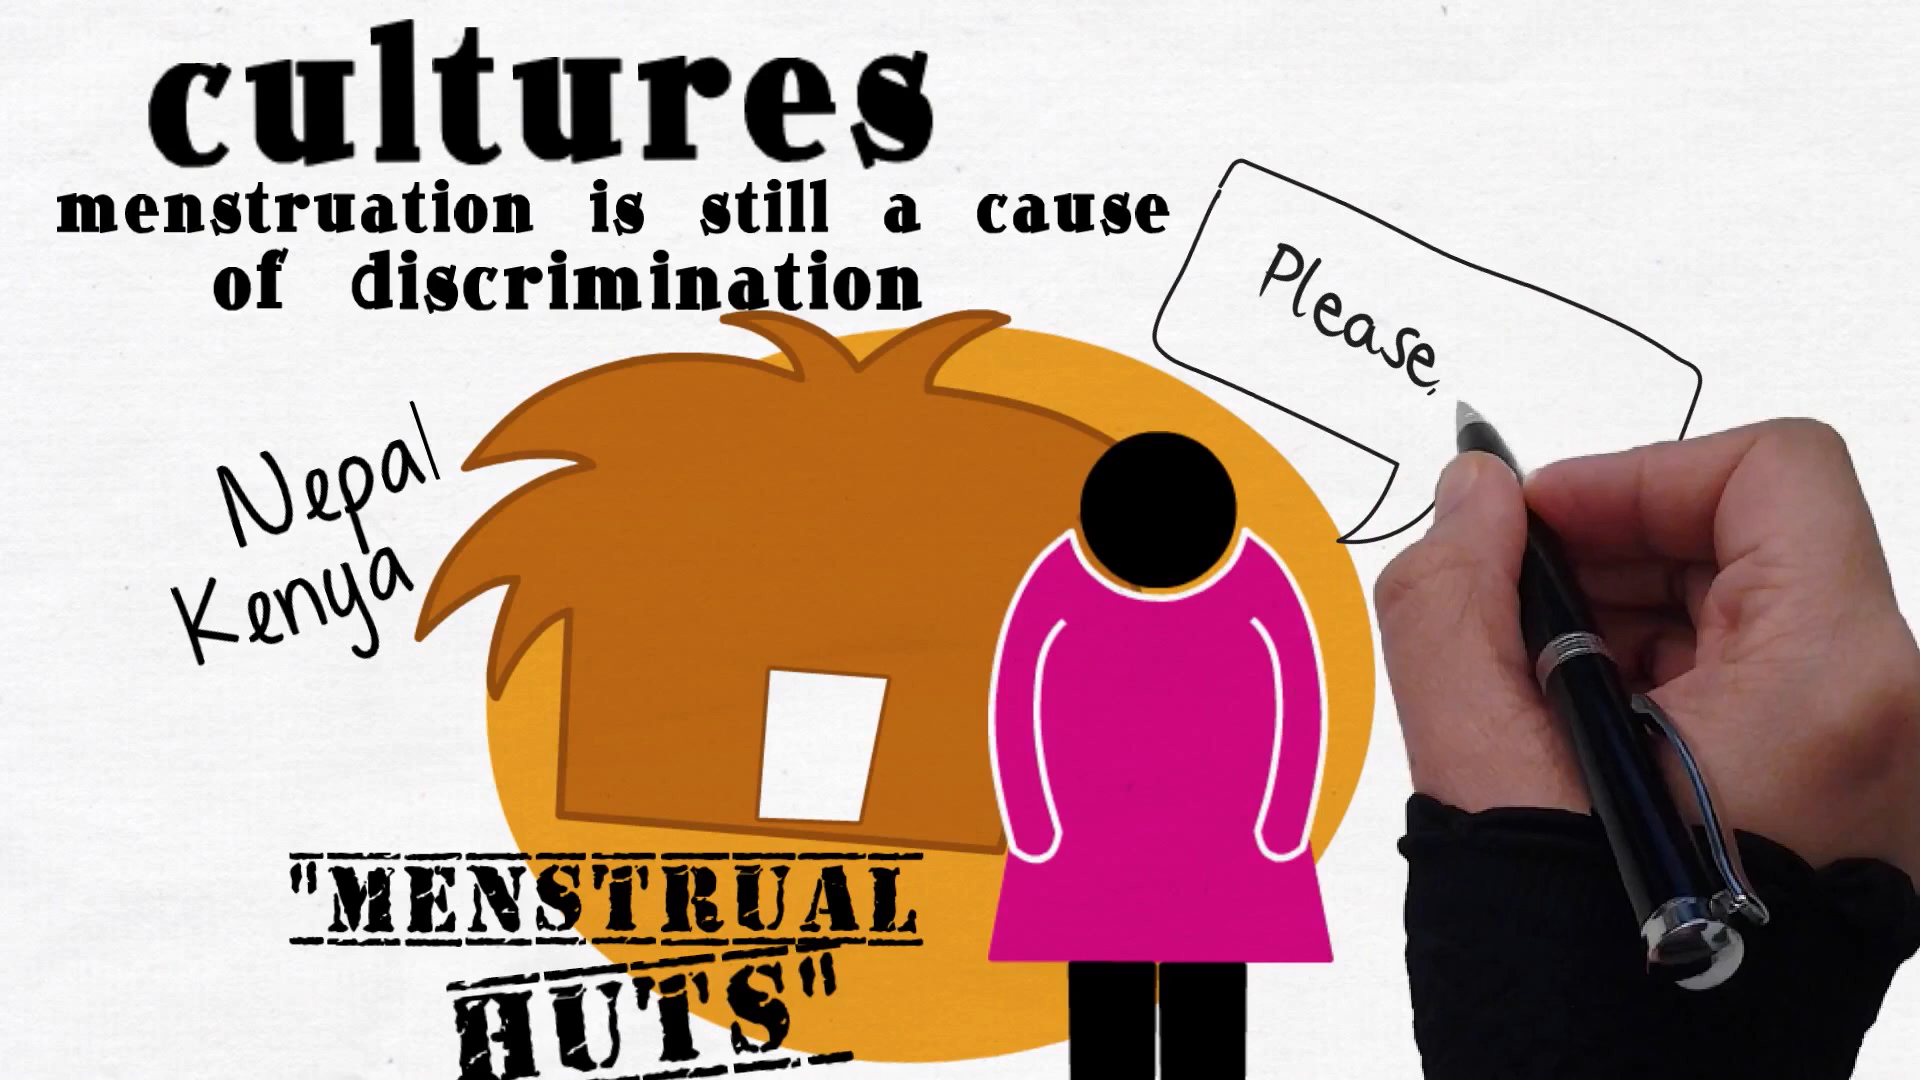 cultures
menstruation is still a cause
of discrimination
Please,
Nepal
Kenya
"MENSTRUAL
HUTS"